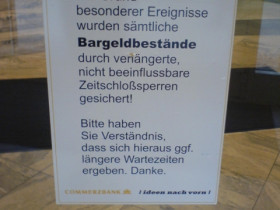 besonderer Ereignisse
wurden sämtliche
Bargeldbestände
durch verlängerte,
nicht beeinflussbare
Zeitschloßsperren
gesichert!
Bitte haben
Sie Verständnis,
dass sich hieraus ggf.
längere Wartezeiten
ergeben. Danke.
COMMERZBANK
! ideen nach vorn !